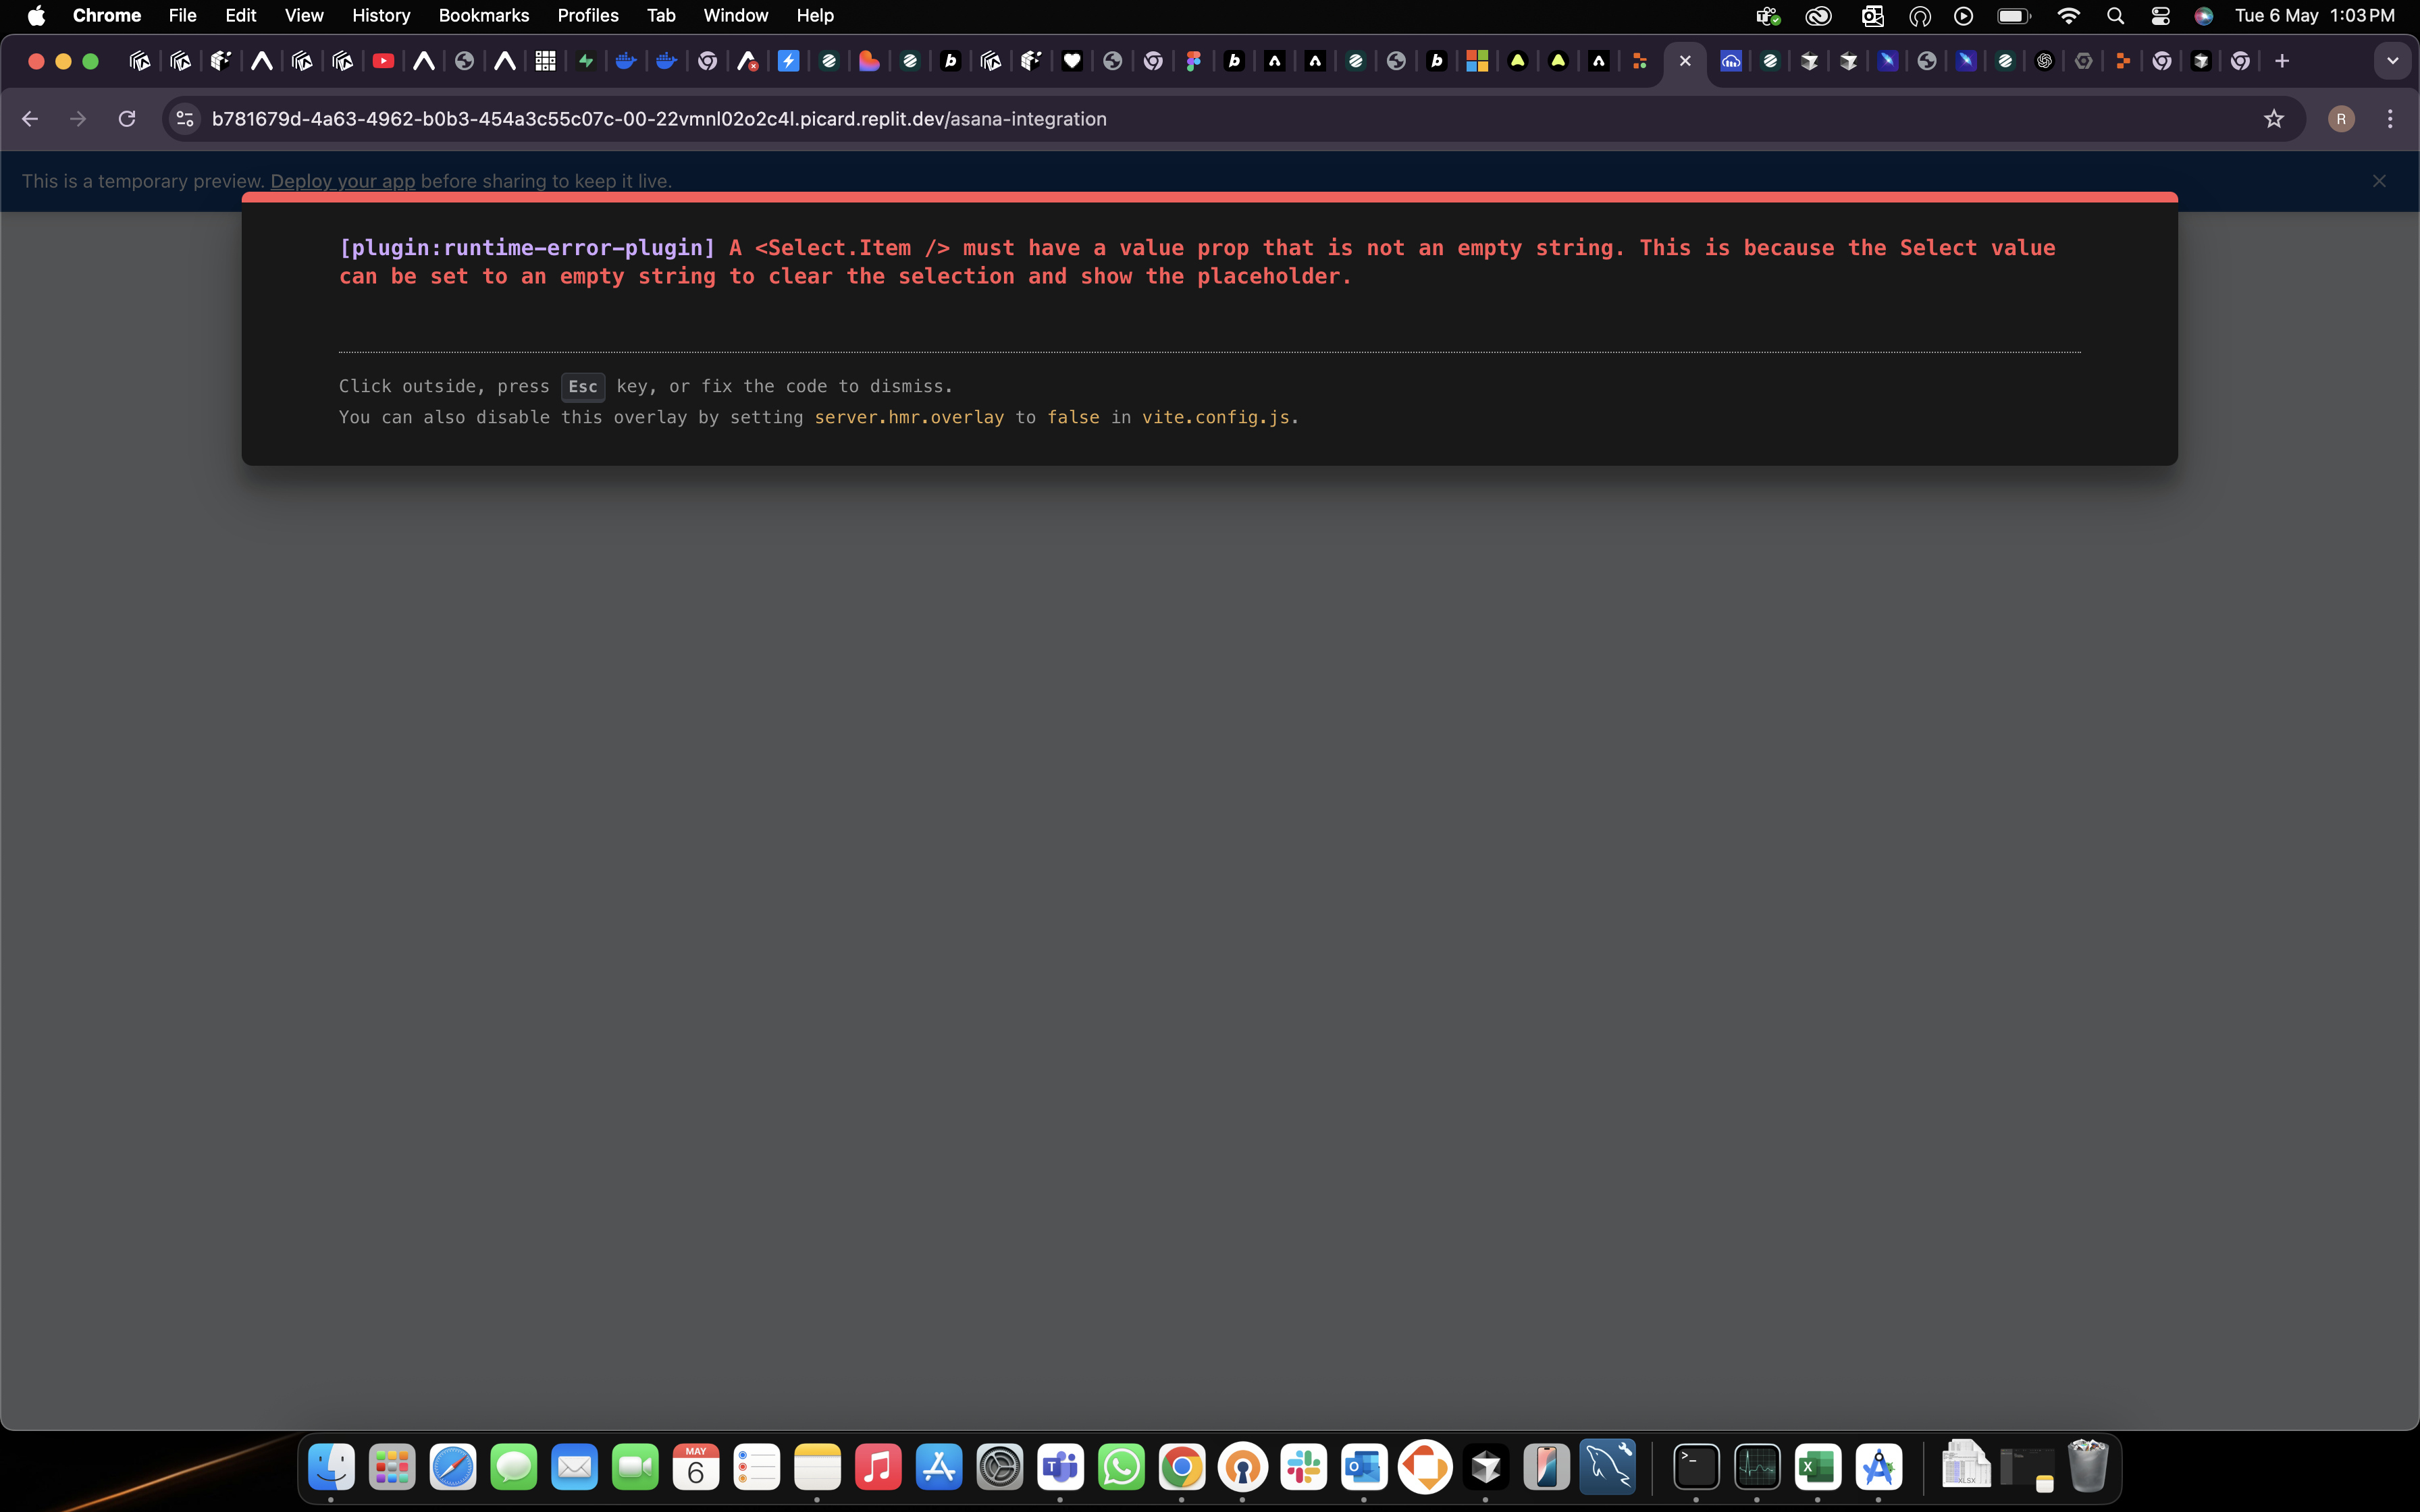 Chrome File Edit View History Bookmarks Profiles Tab Window Help Tue 6 May 1:03 PM
b781679d-4a63-4962-b0b3-454a3c55c07c-00-22vmnl02o2c4l.picard.replit.dev/asana-integration R
This is a temporary preview. Deploy your app before sharing to keep it live.
[plugin:runtime-error-plugin] A <Select.Item /> must have a value prop that is not an empty string. This is because the Select value
can be set to an empty string to clear the selection and show the placeholder.
Click outside, press Esc key, or fix the code to dismiss.
You can also disable this overlay by setting server.hmr.overlay to false in vite.config.js.
MAY
6
XLSX